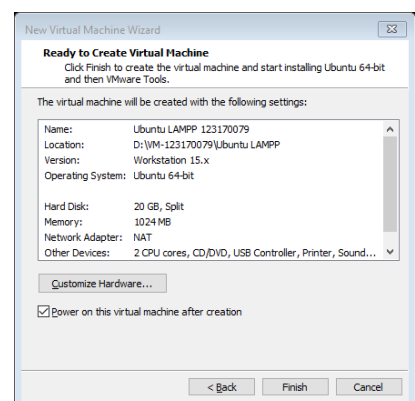 New Virtual Machine Wizard
Ready to Create Virtual Machine
Click Finish to create the virtual machine and start installing Ubuntu 64-bit
and then VMware Tools.
The virtual machine will be created with the following settings:
Name: Ubuntu LAMPP 123170079
Location: D:\VM-123170079\Ubuntu LAMPP
Version: Workstation 15.x
Operating System: Ubuntu 64-bit
Hard Disk: 20 GB, Split
Memory: 1024 MB
Network Adapter: NAT
Other Devices: 2 CPU cores, CD/DVD, USB Controller, Printer, Sound...
Customize Hardware...
Power on this virtual machine after creation
< Back Finish Cancel